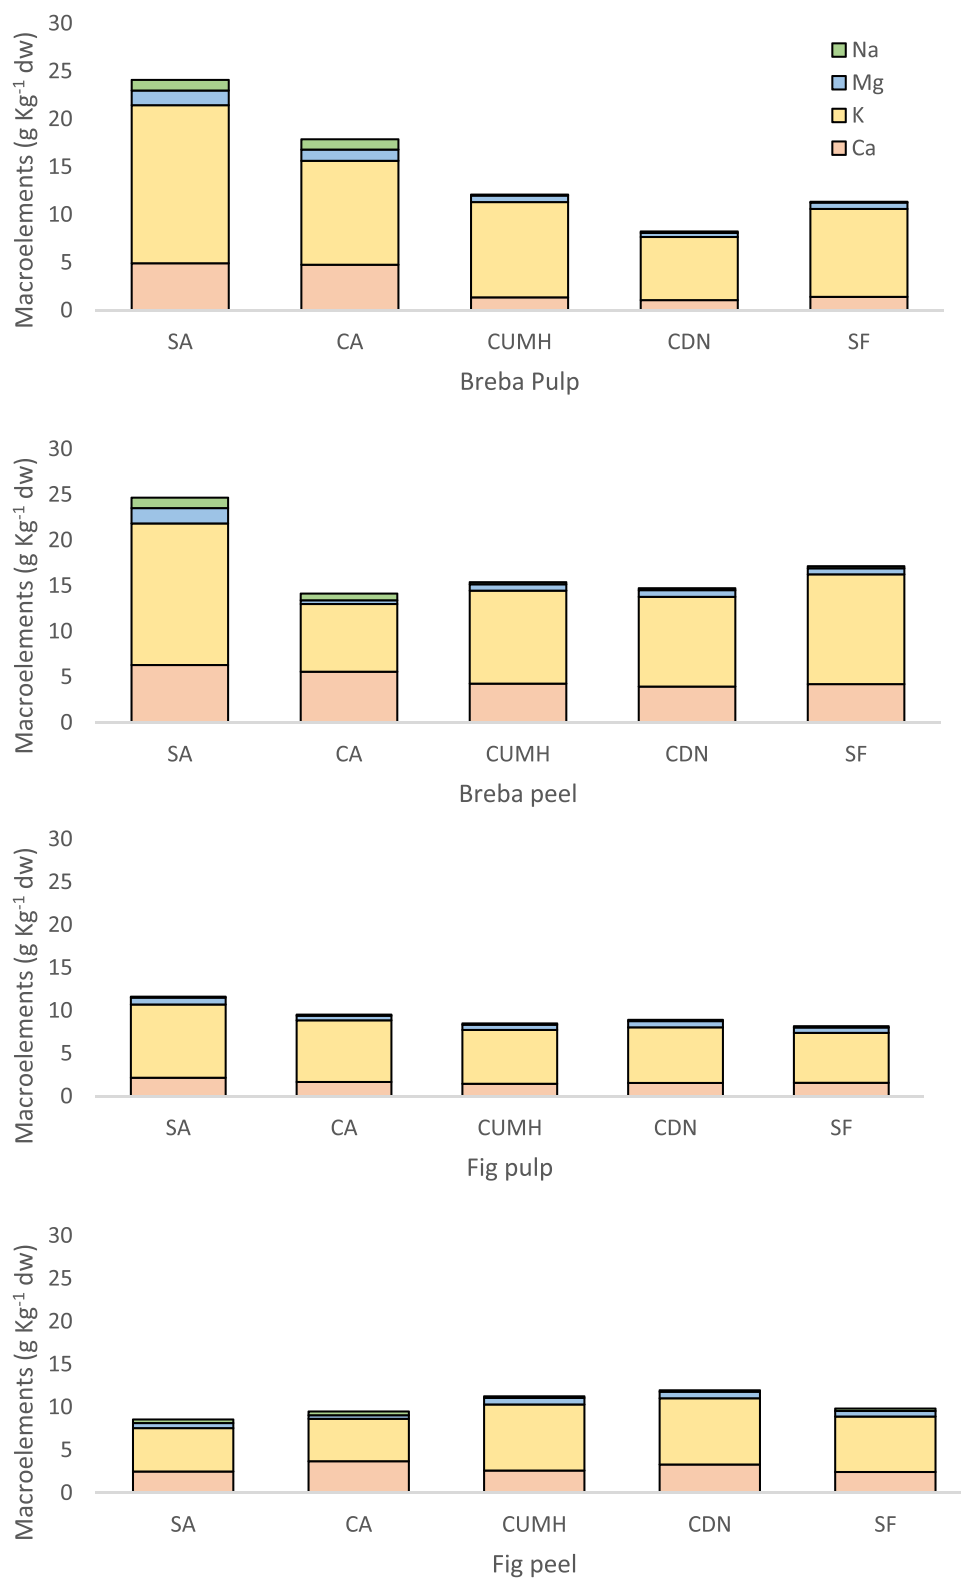 30
25
20
15
10
5
0
Macroelements (g Kg⁻¹ dw)
Na
Mg
K
Ca
SA CA CUMH CDN SF
Breba Pulp
30
25
20
15
10
5
0
Macroelements (g Kg⁻¹ dw)
SA CA CUMH CDN SF
Breba peel
30
25
20
15
10
5
0
Macroelements (g Kg⁻¹ dw)
SA CA CUMH CDN SF
Fig pulp
30
25
20
15
10
5
0
Macroelements (g Kg⁻¹ dw)
SA CA CUMH CDN SF
Fig peel